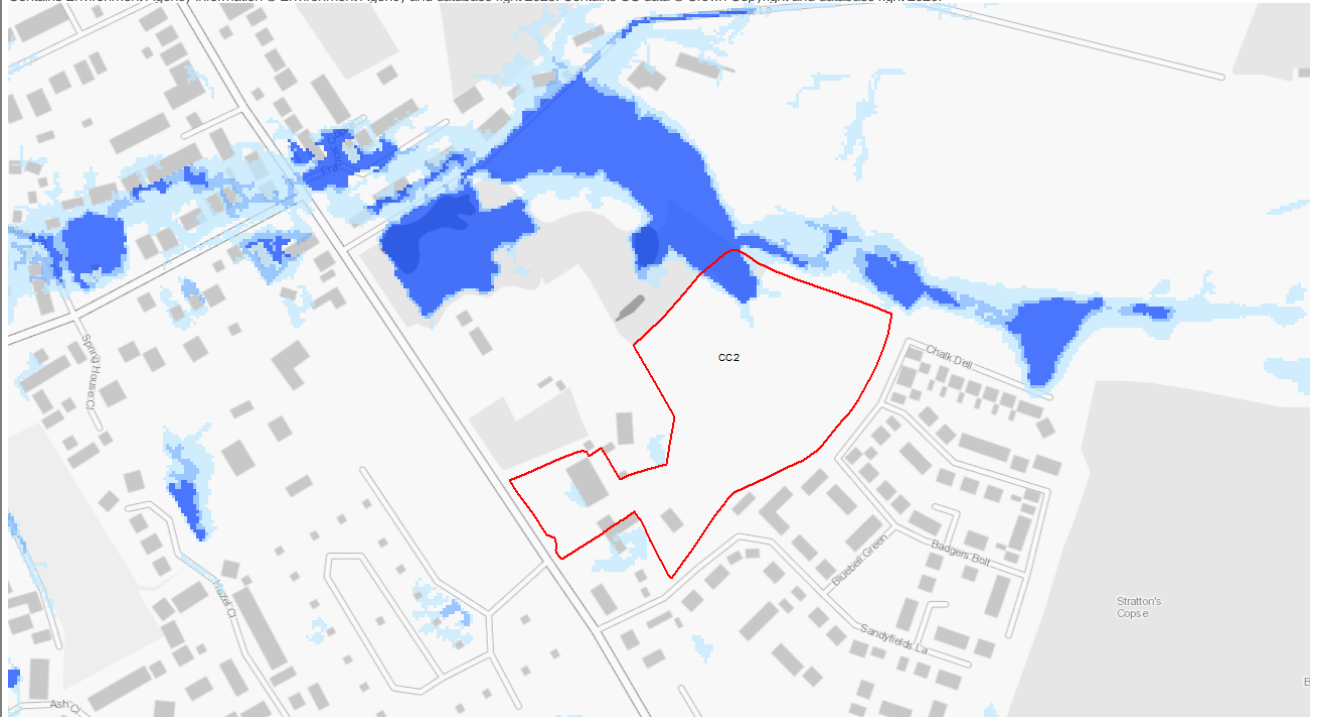 CC2
Chalk Dell
Spring House Cl
Hazel Cl
Bluebell Green
Badgers Bolt
Sandyfields La
Stratton's
Copse
Ash Cl
B